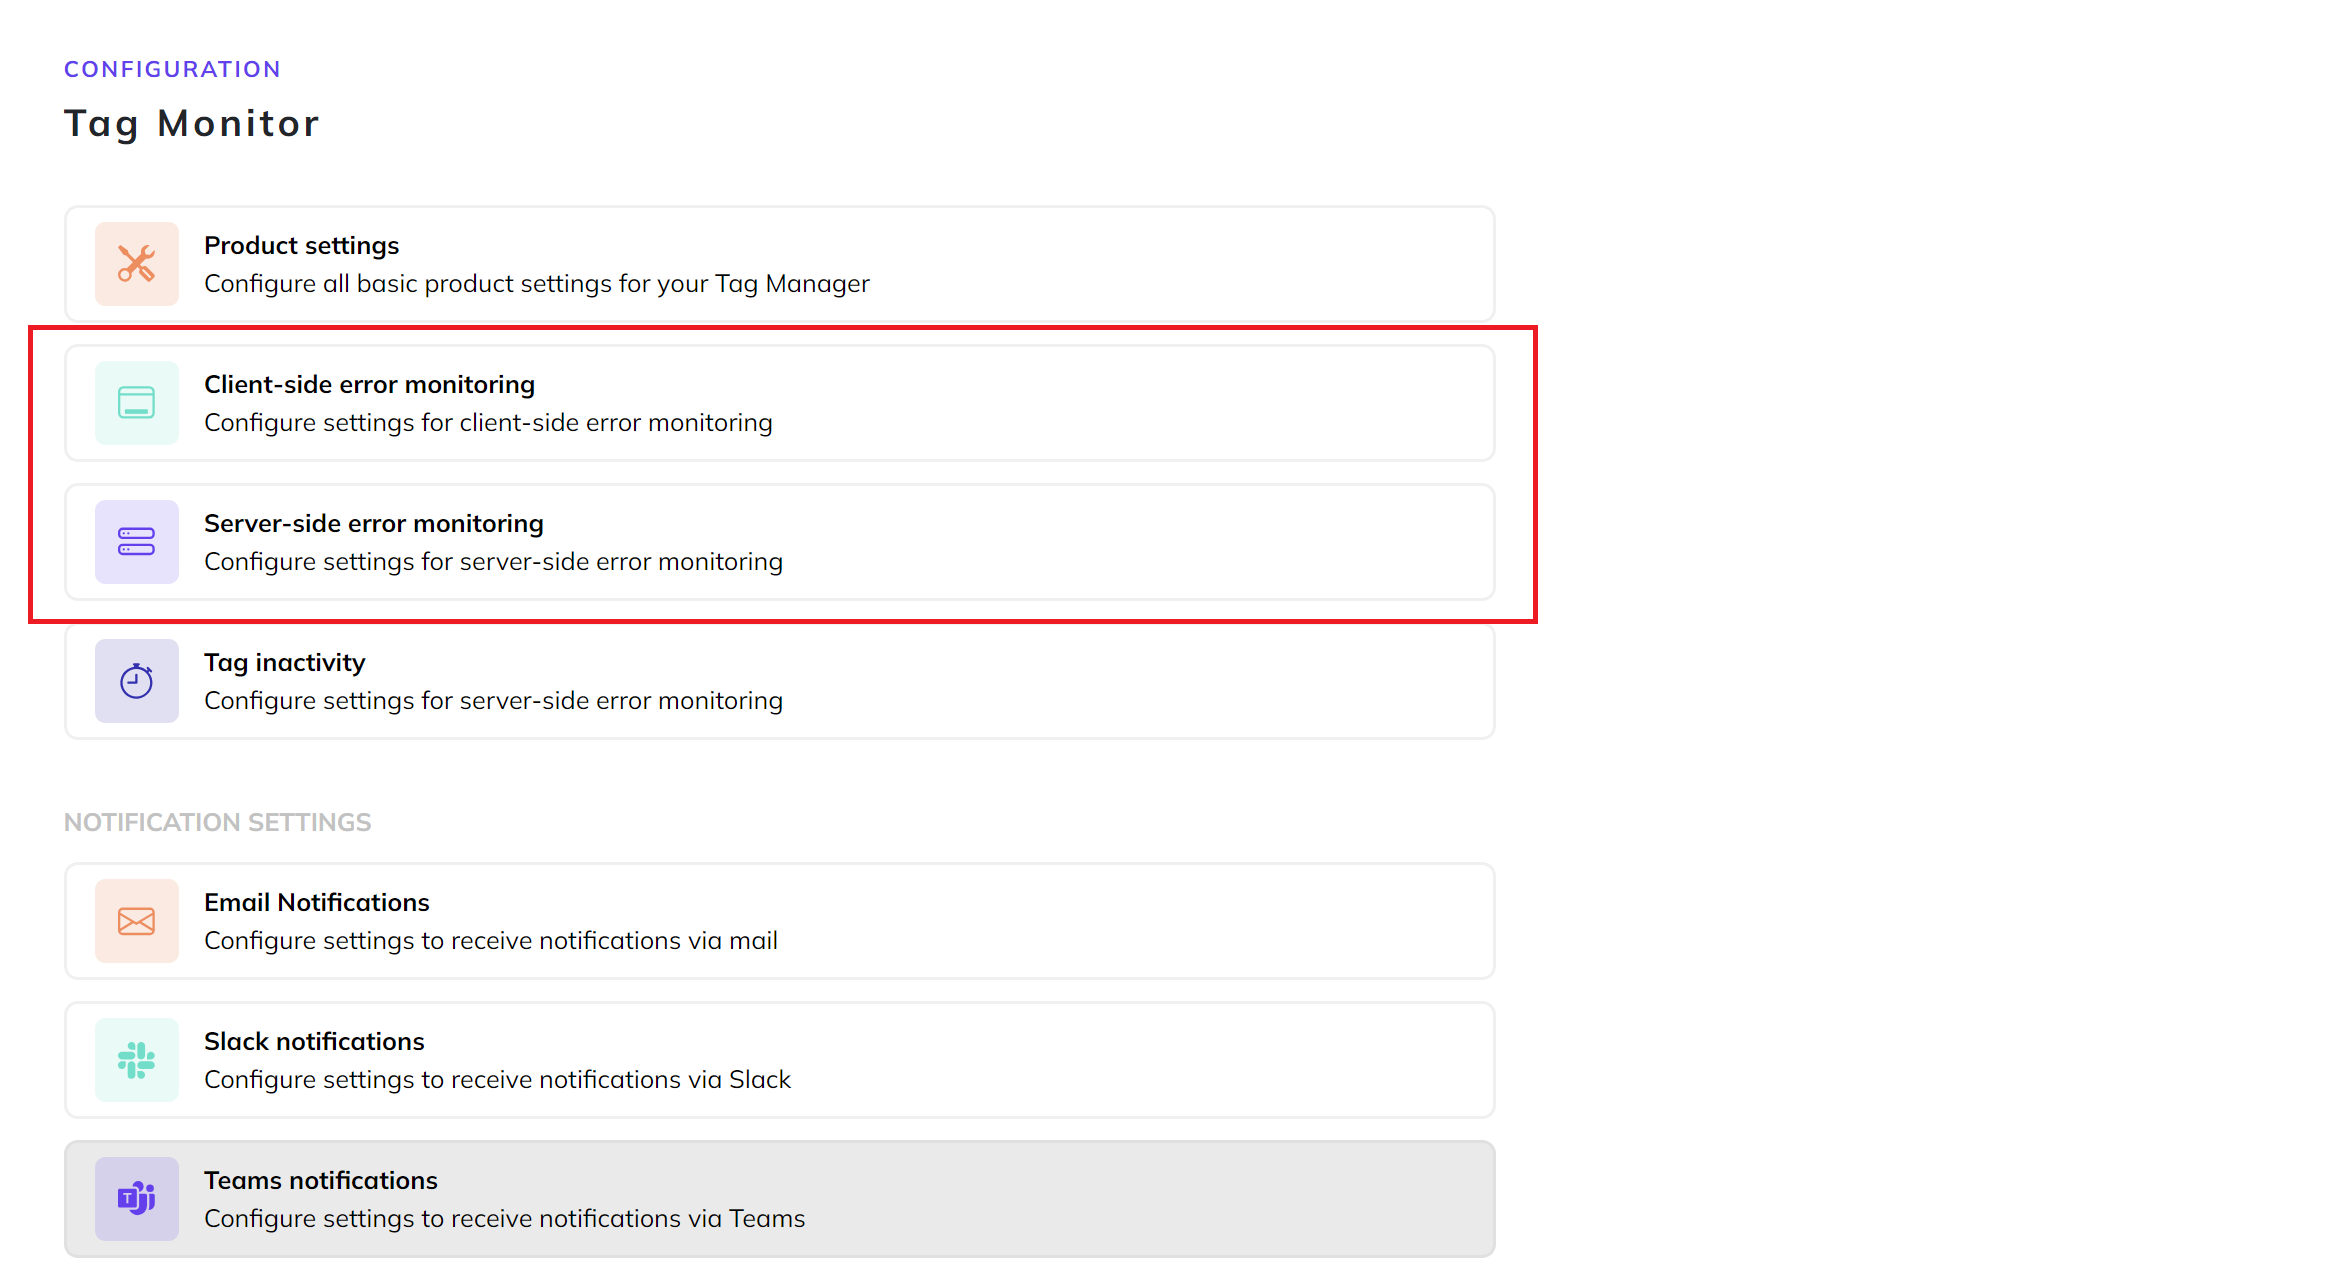 CONFIGURATION
Tag Monitor
Product settings
Configure all basic product settings for your Tag Manager
Client-side error monitoring
Configure settings for client-side error monitoring
Server-side error monitoring
Configure settings for server-side error monitoring
Tag inactivity
Configure settings for server-side error monitoring
NOTIFICATION SETTINGS
Email Notifications
Configure settings to receive notifications via mail
Slack notifications
Configure settings to receive notifications via Slack
T
Teams notifications
Configure settings to receive notifications via Teams